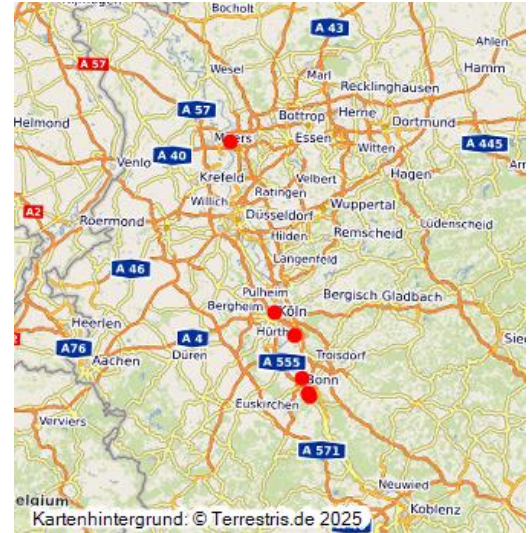 Bocholt
A 43
A 57
Wesel
Ahlen
Marl
Hamm
Recklinghausen
A 57
Bottrop
Herne
Dortmund
Helmond
Essen
A 445
Venlo
A 40
Witten
Krefeld
Velbert
Hagen
Ratingen
Willich
Wuppertal
A2
Roermond
Düsseldorf
Lüdenscheid
Hilden
Remscheid
Langenfeld
A 46
Pulheim
Bergisch Gladbach
Bergheim
Köln
Heerlen
A 4
Hürth
A76
Düren
A 555
Troisdorf
Aachen
Bonn
Euskirchen
Verviers
A 571
Neuwied
elgium
Koblenz
Kartenhintergrund: © Terrestris.de 2025